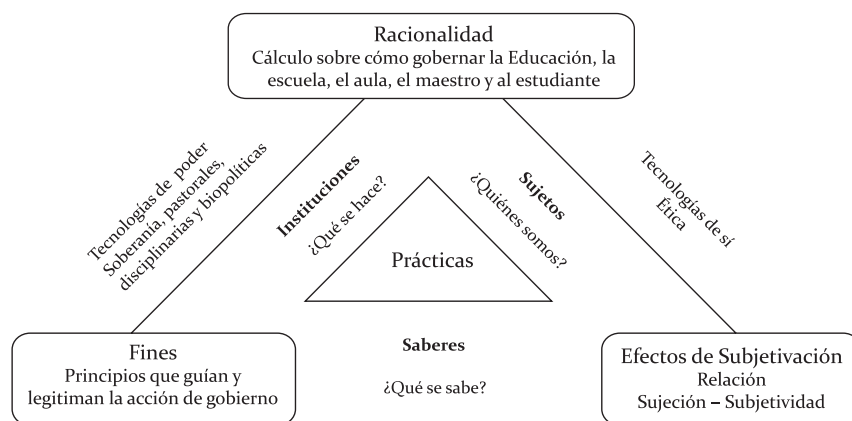 Racionalidad
Cálculo sobre cómo gobernar la Educación, la
escuela, el aula, el maestro y al estudiante
Tecnologías de poder
Soberanía, pastorales,
disciplinarias y biopolíticas
Instituciones
¿Qué se hace?
Sujetos
¿Quiénes somos?
Tecnologías de sí
Ética
Prácticas
Saberes
¿Qué se sabe?
Fines
Principios que guían y
legitiman la acción de gobierno
Efectos de Subjetivación
Relación
Sujeción – Subjetividad